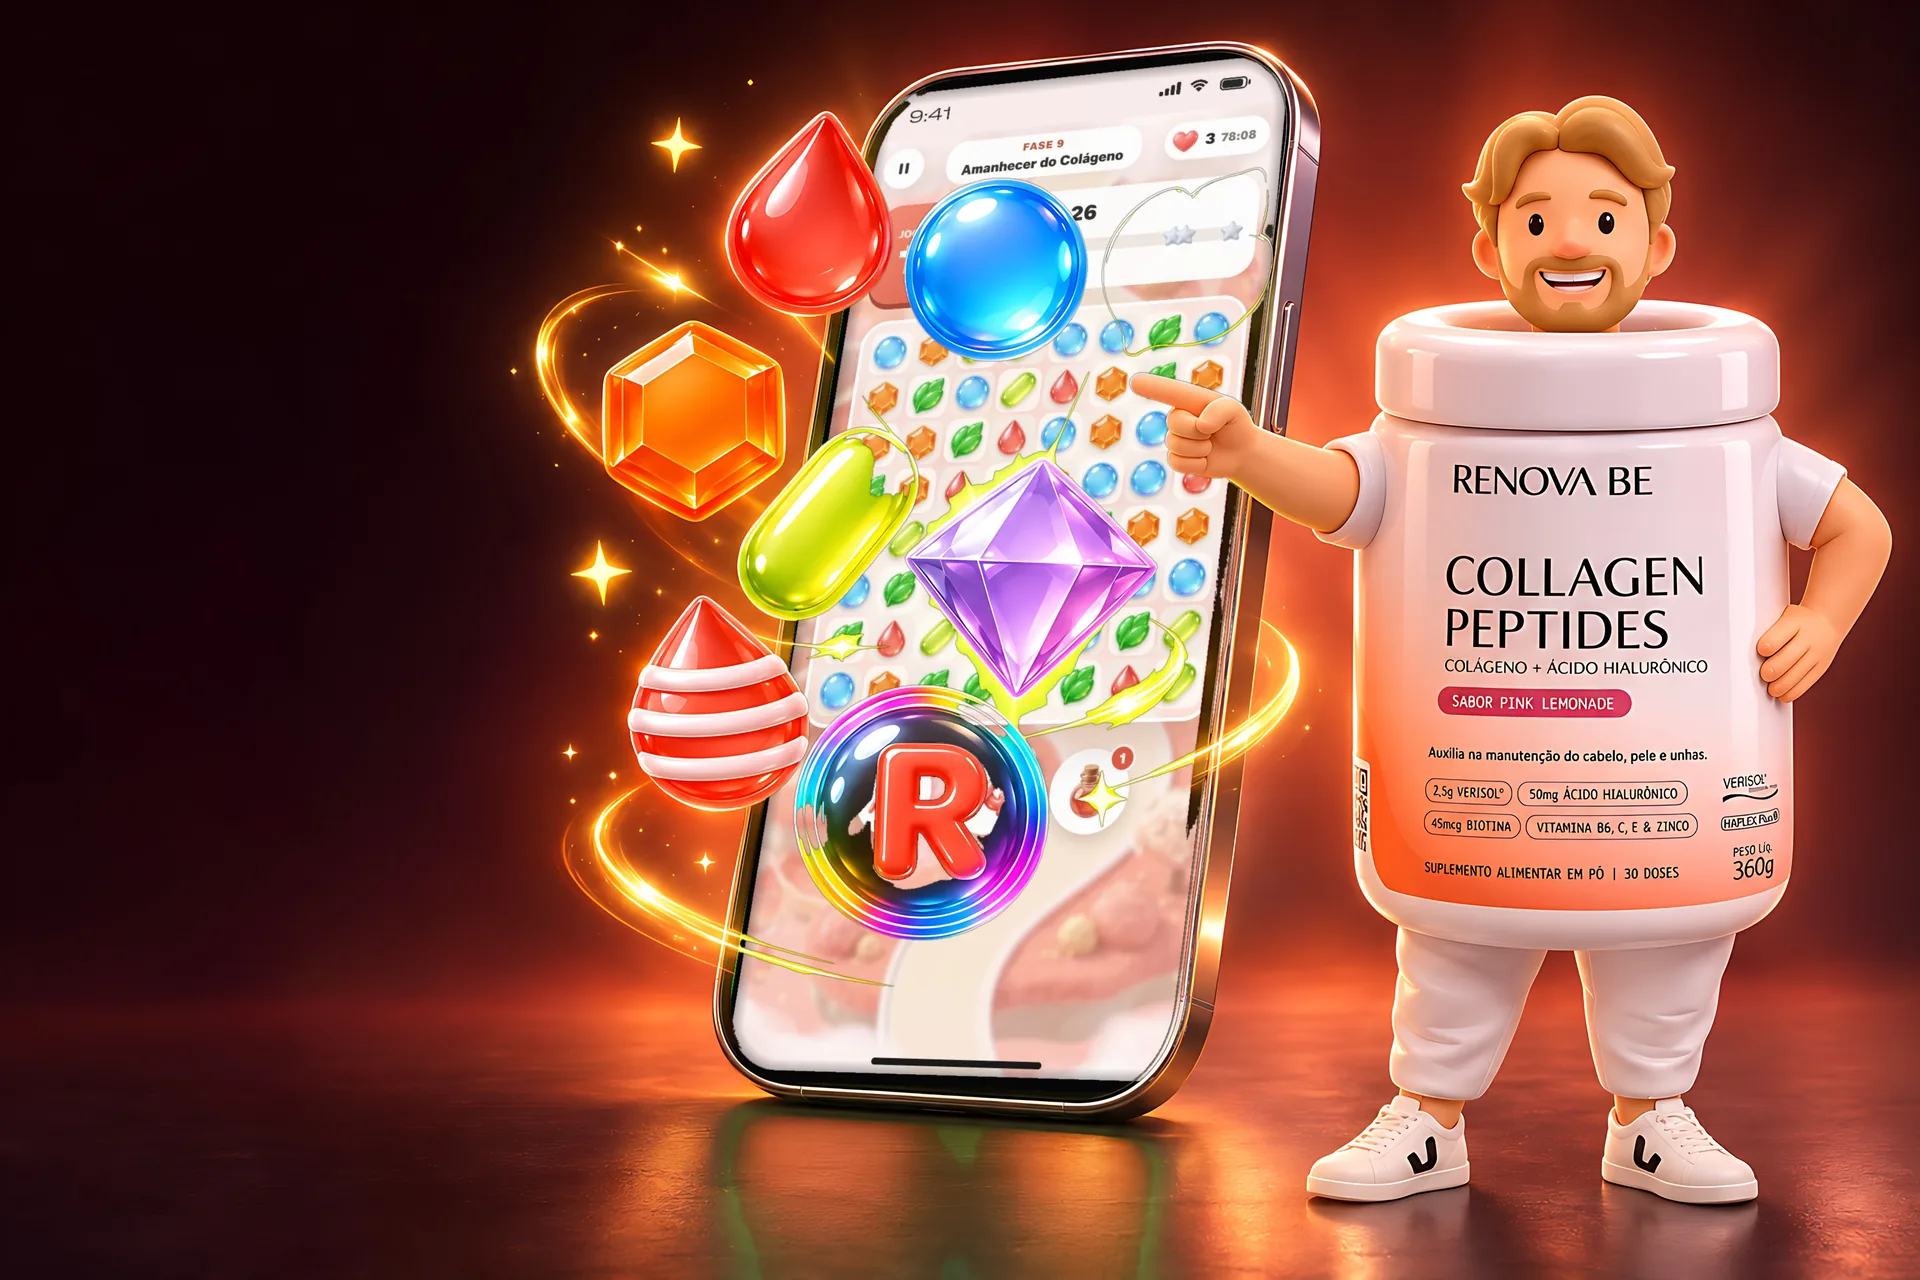 9:41
FASE 9
Amanhecer do Colágeno
3 78:08
26
1
R
RENOVA BE
COLLAGEN
PEPTIDES
COLÁGENO + ÁCIDO HIALURÔNICO
SABOR PINK LEMONADE
Auxilia na manutenção do cabelo, pele e unhas.
2,5g VERISOL®
50mg ÁCIDO HIALURÔNICO
45mcg BIOTINA
VITAMINA B6, C, E & ZINCO
VERISOL®
SUPLEMENTO ALIMENTAR EM PÓ | 30 DOSES
PESO LÍQ.
360g